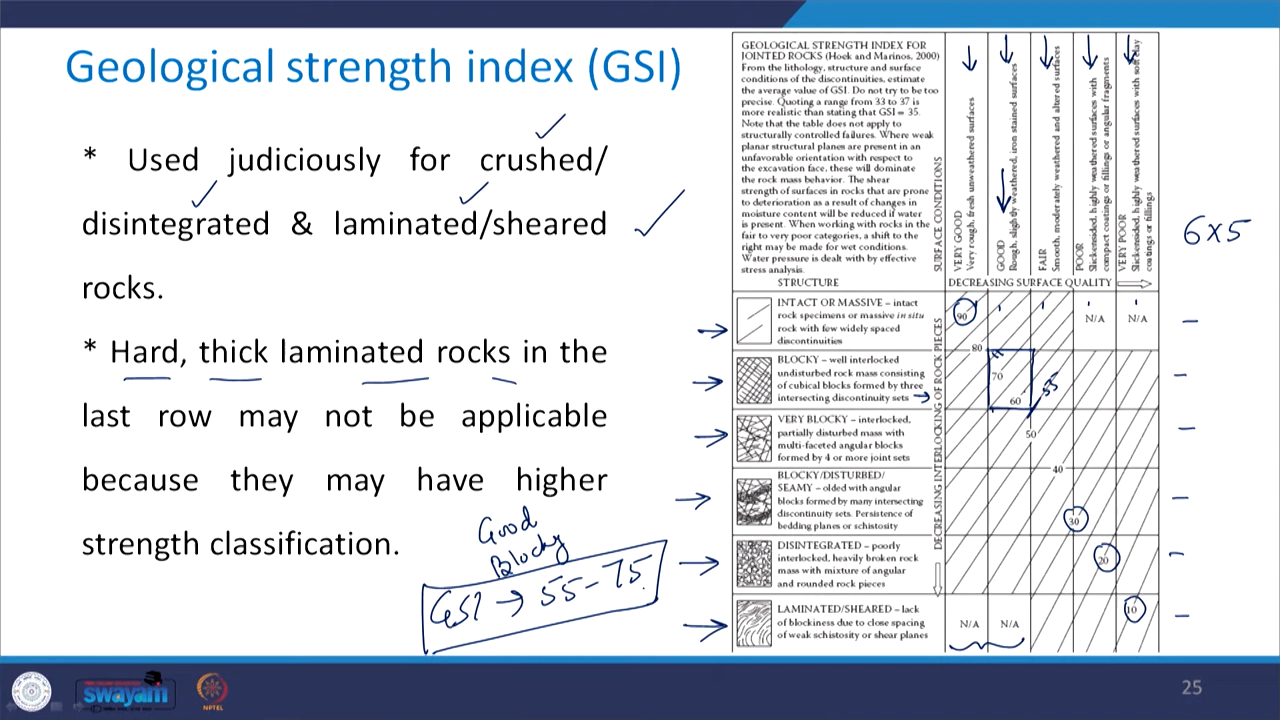 Geological strength index (GSI)
* Used judiciously for crushed/
disintegrated & laminated/sheared
rocks.
* Hard, thick laminated rocks in the
last row may not be applicable
because they may have higher
strength classification.
Good
Blocky
GSI → 55-75
GEOLOGICAL STRENGTH INDEX FOR
JOINTED ROCKS (Hoek and Marinos, 2000)
From the lithology, structure and surface
conditions of the discontinuities, estimate
the average value of GSI. Do not try to be too
precise. Quoting a range from 33 to 37 is
more realistic than stating that GSI = 35.
Note that the table does not apply to
structurally controlled failures. Where weak
planar structural planes are present in an
unfavorable orientation with respect to
the excavation face, these will dominate
the rock mass behavior. The shear
strength of surfaces in rocks that are prone
to deterioration as a result of changes in
moisture content will be reduced if water
is present. When working with rocks in the
fair to very poor categories, a shift to the
right may be made for wet conditions.
Water pressure is dealt with by effective
stress analysis.
STRUCTURE
SURFACE CONDITIONS
VERY GOOD
Very rough, fresh unweathered surfaces
GOOD
Rough, slightly weathered, iron stained surfaces
FAIR
Smooth, moderately weathered and altered surfaces
POOR
Slickensided, highly weathered surfaces with
compact coatings or fillings or angular fragments
VERY POOR
Slickensided, highly weathered surfaces with soft clay
coatings or fillings
DECREASING SURFACE QUALITY
DECREASING INTERLOCKING OF ROCK PIECES
INTACT OR MASSIVE – intact
rock specimens or massive in situ
rock with few widely spaced
discontinuities
90
N/A
N/A
80
BLOCKY – well interlocked
undisturbed rock mass consisting
of cubical blocks formed by three
intersecting discontinuity sets
70
60
55
VERY BLOCKY – interlocked,
partially disturbed mass with
multi-faceted angular blocks
formed by 4 or more joint sets
50
BLOCKY/DISTURBED/
SEAMY – olded with angular
blocks formed by many intersecting
discontinuity sets. Persistence of
bedding planes or schistosity
40
30
DISINTEGRATED – poorly
interlocked, heavily broken rock
mass with mixture of angular
and rounded rock pieces
20
LAMINATED/SHEARED – lack
of blockiness due to close spacing
of weak schistosity or shear planes
N/A
N/A
10
6×5
swayam
NPTEL
25